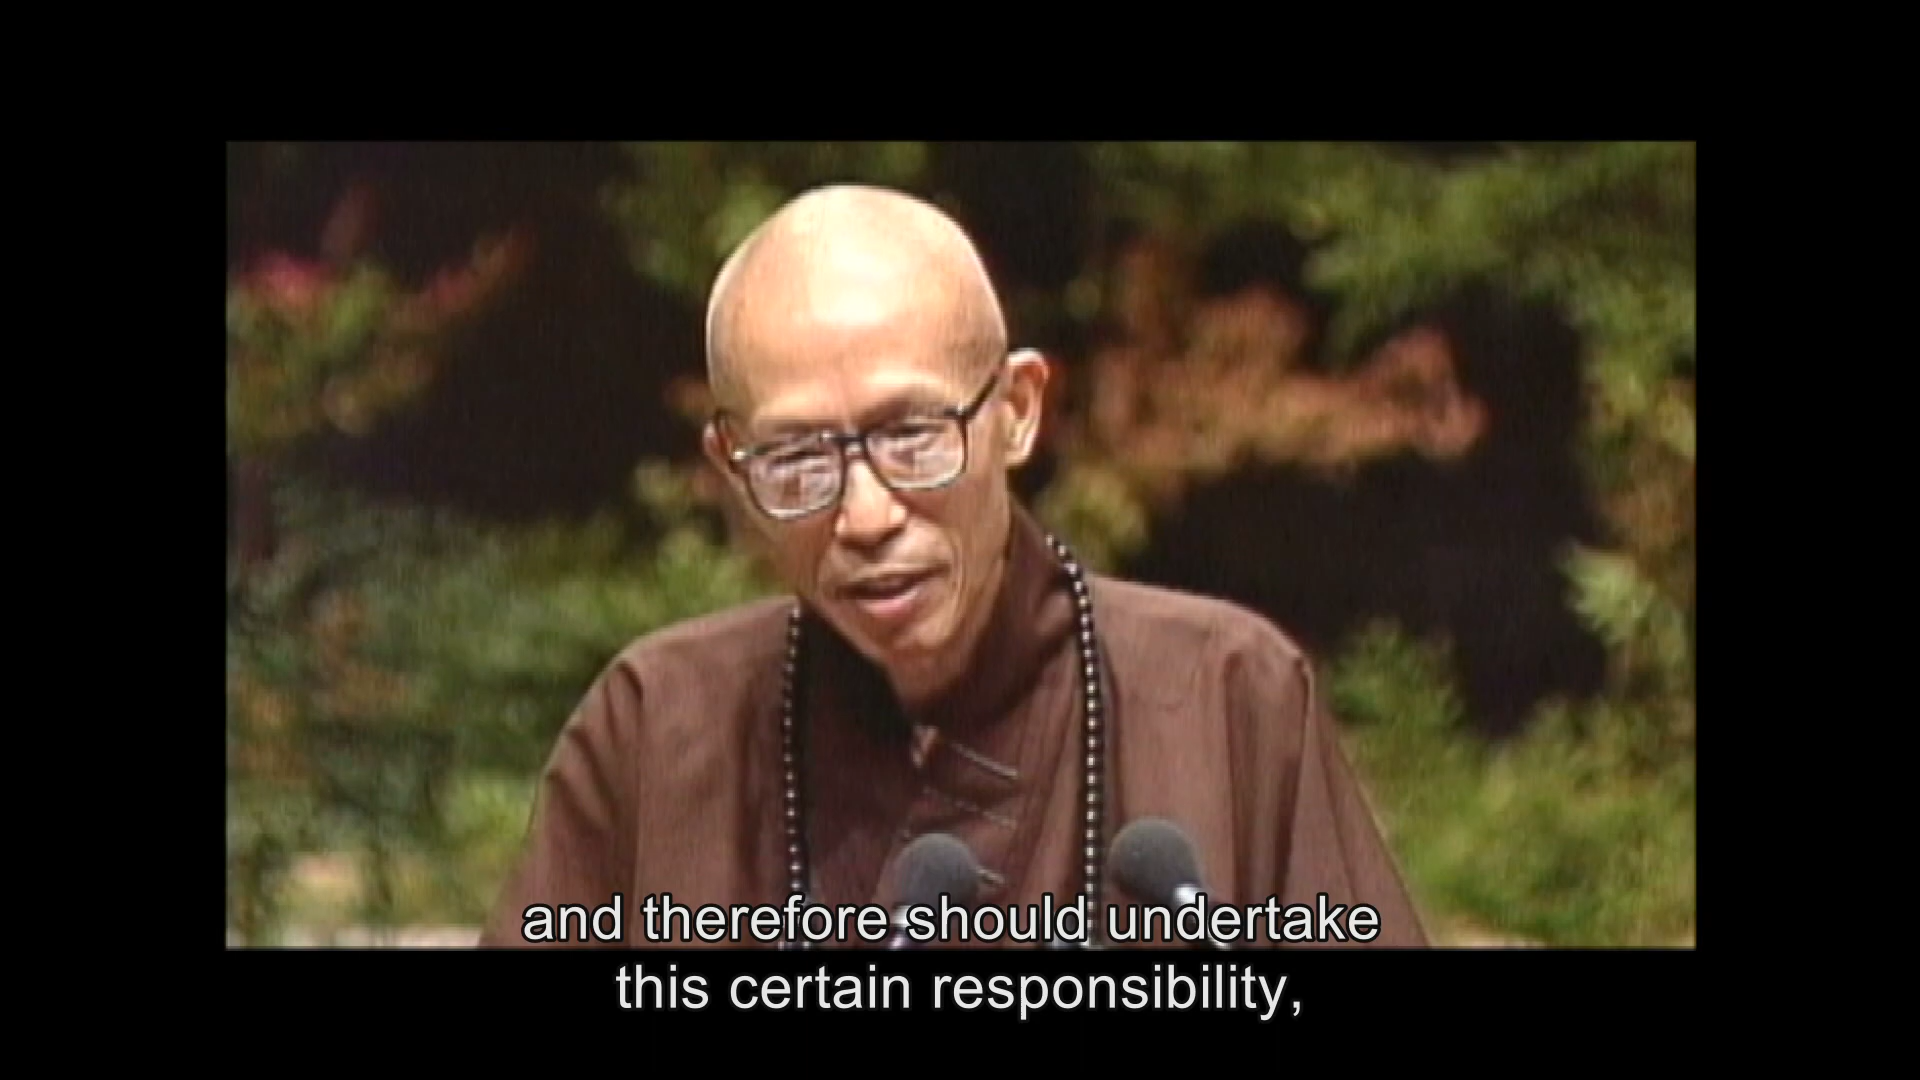 and therefore should undertake
this certain responsibility,